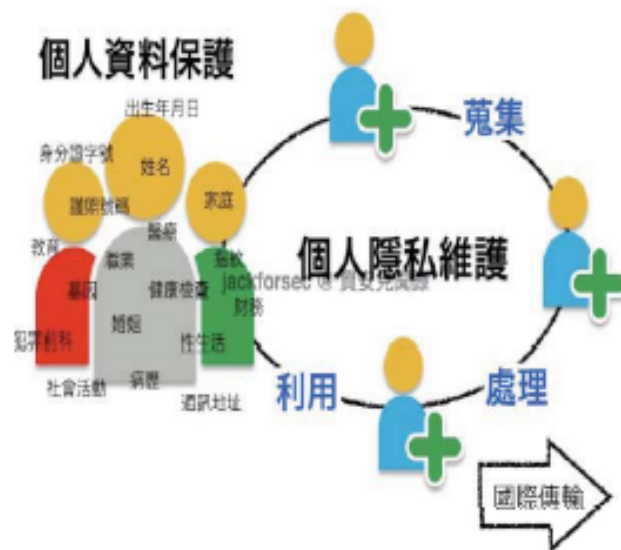 個人資料保護
出生年月日
身分證字號
姓名
護照號碼
家庭
教育
醫療
職業
指紋
基因
健康檢查
財務
婚姻
犯罪前科
性生活
社會活動
病歷
通訊地址
蒐集
個人隱私維護
jackforsec @
利用
處理
國際傳輸